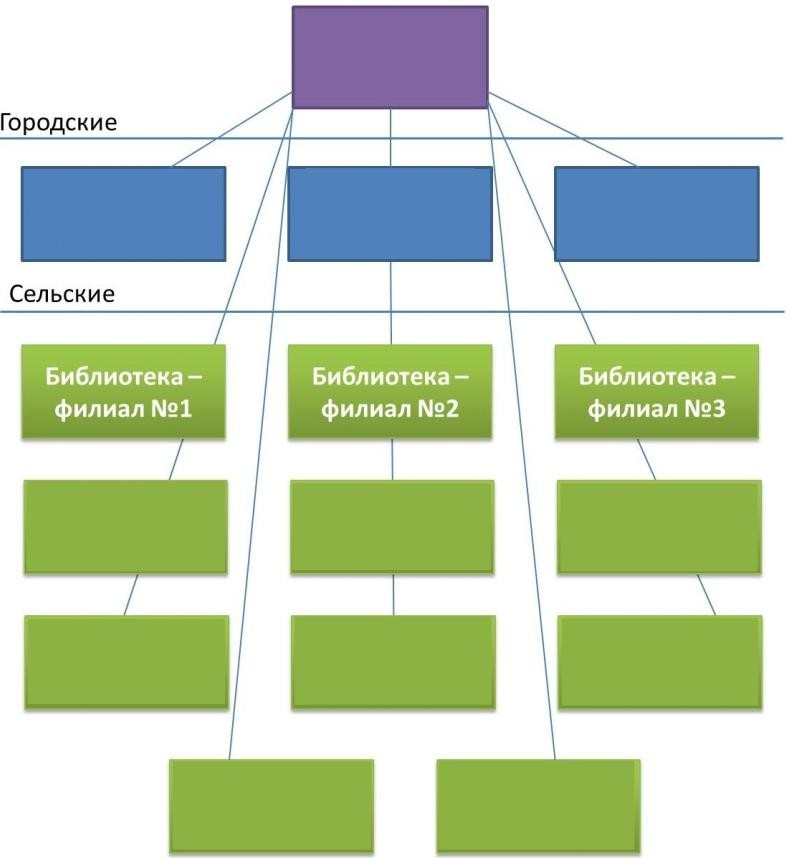 Городские
Сельские
Библиотека –
филиал №1
Библиотека –
филиал №2
Библиотека –
филиал №3